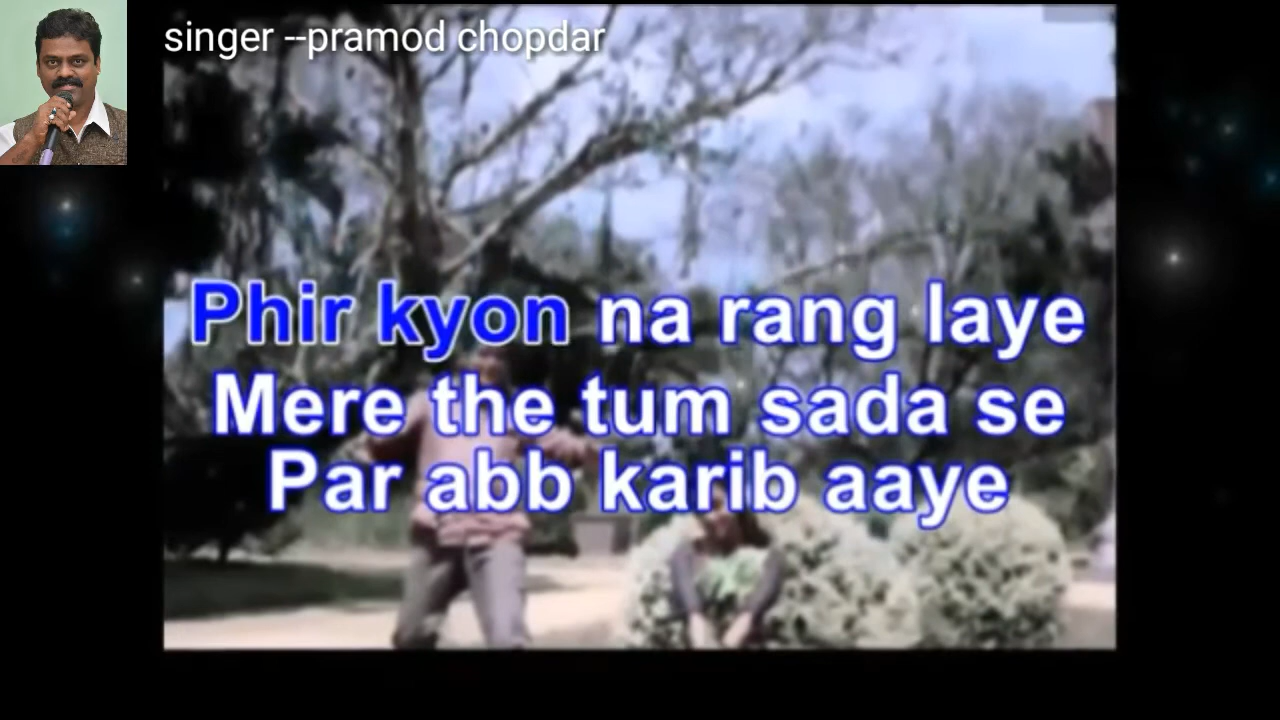 singer --pramod chopdar
Phir kyon na rang laye
Mere the tum sada se
Par abb karib aaye